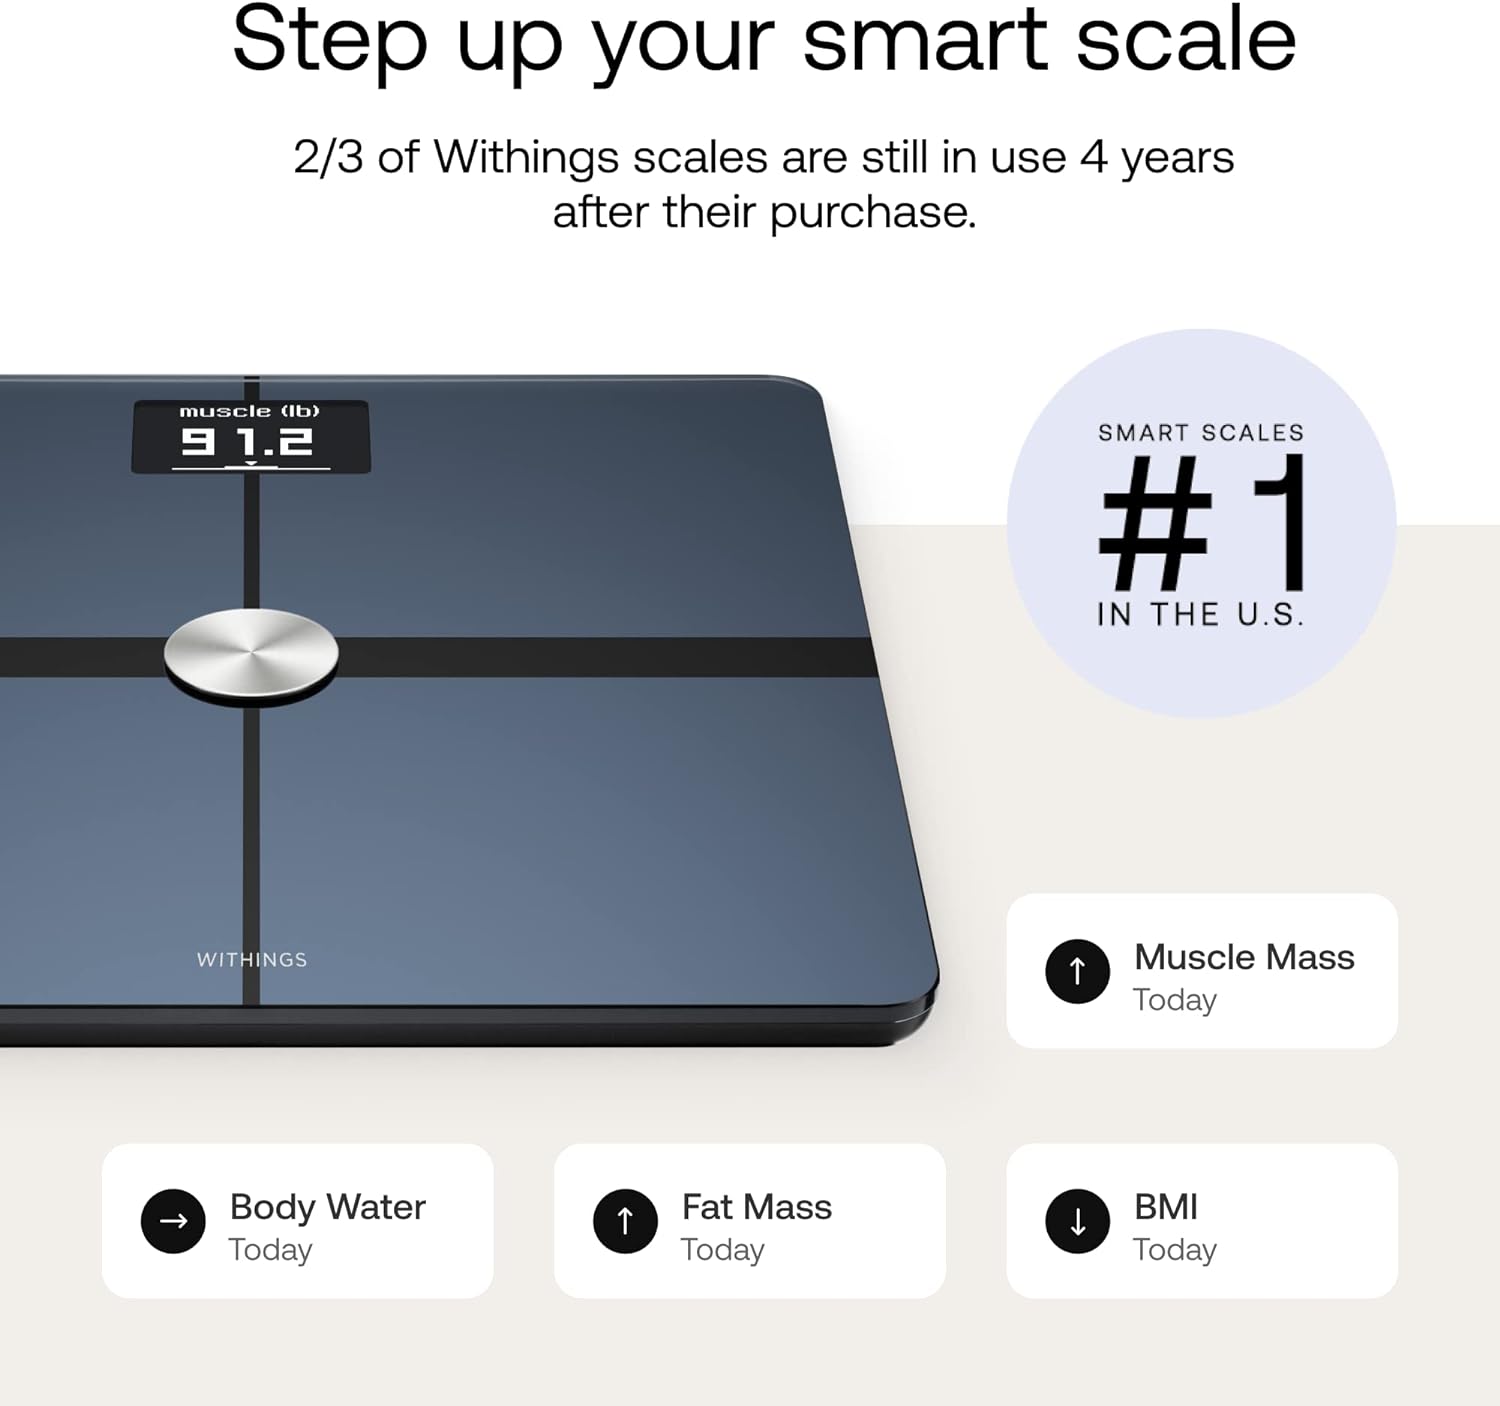 Step up your smart scale
2/3 of Withings scales are still in use 4 years
after their purchase.
muscle (lb)
91.2
SMART SCALES
#1
IN THE U.S.
WITHINGS
Muscle Mass
Today
Body Water
Today
Fat Mass
Today
BMI
Today